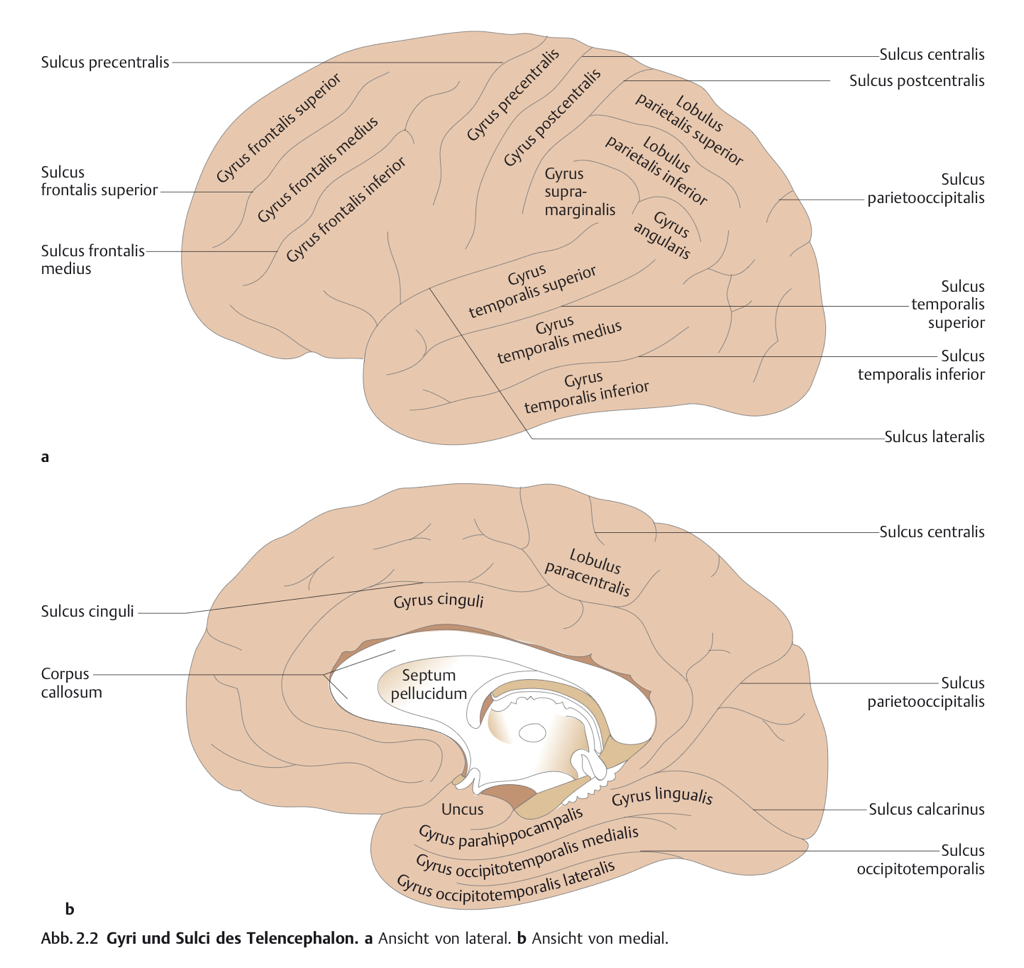 Sulcus precentralis
Sulcus centralis
Sulcus postcentralis
Gyrus frontalis superior
Gyrus precentralis
Gyrus postcentralis
Lobulus
parietalis superior
Gyrus frontalis medius
Lobulus
parietalis inferior
Gyrus frontalis inferior
Sulcus
frontalis superior
Gyrus
supra-
marginalis
Sulcus
parietooccipitalis
Gyrus
angularis
Sulcus frontalis
medius
Gyrus
temporalis superior
Sulcus
temporalis
superior
Gyrus
temporalis medius
Sulcus
temporalis inferior
Gyrus
temporalis inferior
Sulcus lateralis
a
Sulcus centralis
Lobulus
paracentralis
Sulcus cinguli
Gyrus cinguli
Corpus
callosum
Septum
pellucidum
Sulcus
parietooccipitalis
Gyrus lingualis
Uncus
Sulcus calcarinus
Gyrus parahippocampalis
Gyrus occipitotemporalis medialis
Gyrus occipitotemporalis lateralis
Sulcus
occipitotemporalis
b
Abb. 2.2 Gyri und Sulci des Telencephalon. a Ansicht von lateral. b Ansicht von medial.